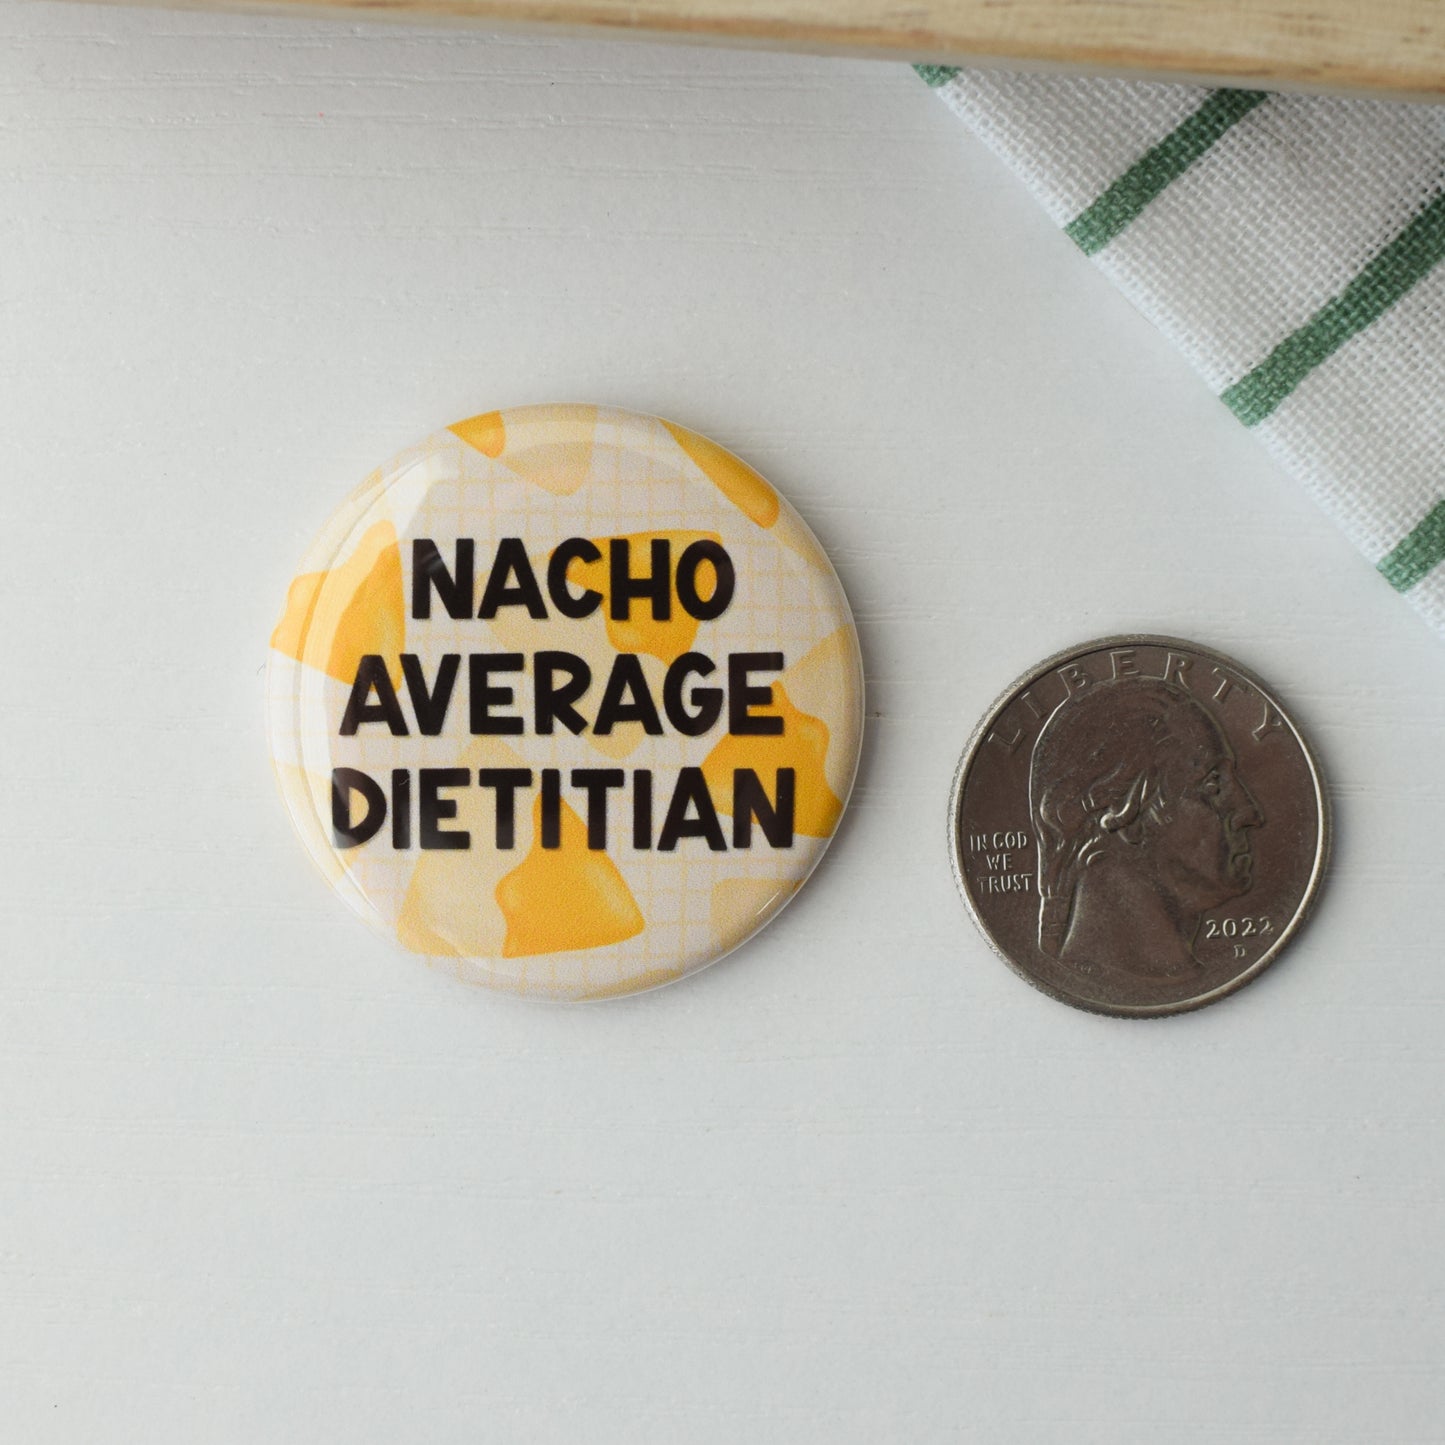 NACHO
AVERAGE
DIETITIAN
LIBERTY
IN GOD
WE
TRUST
2022
D